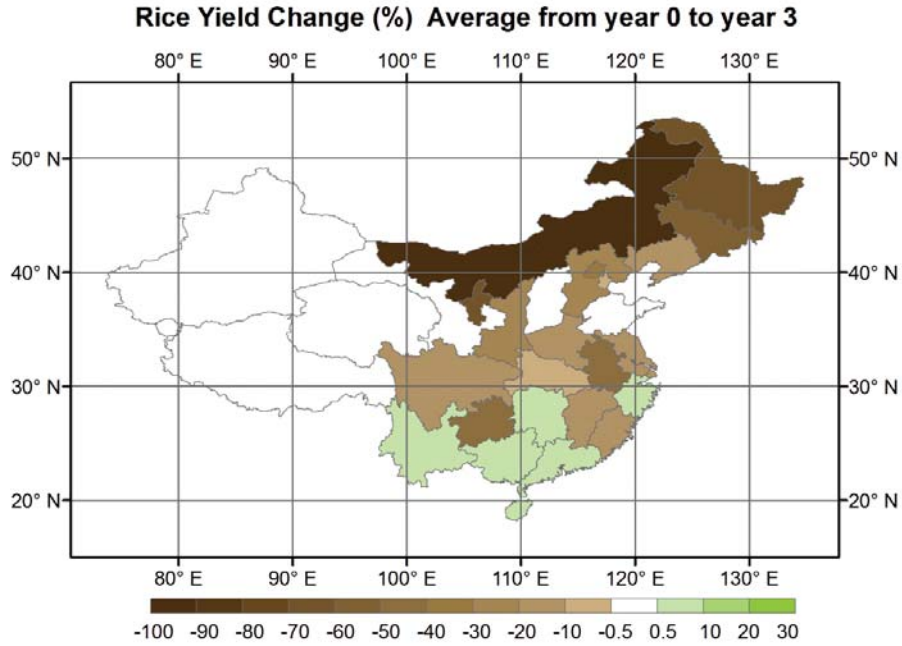 Rice Yield Change (%) Average from year 0 to year 3
80° E 90° E 100° E 110° E 120° E 130° E
50° N 50° N
40° N 40° N
30° N 30° N
20° N 20° N
80° E 90° E 100° E 110° E 120° E 130° E
-100 -90 -80 -70 -60 -50 -40 -30 -20 -10 -0.5 0.5 10 20 30